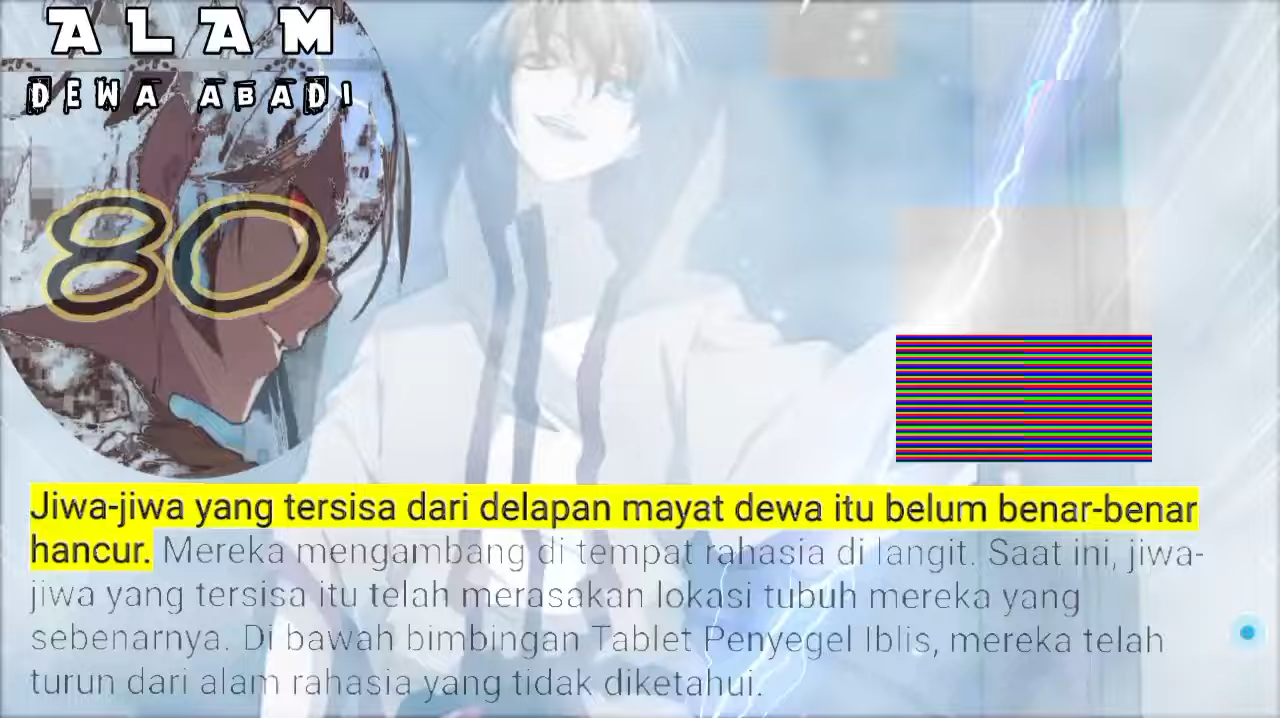 ALAM
DEWA ABADI
80
Jiwa-jiwa yang tersisa dari delapan mayat dewa itu belum benar-benar
hancur. Mereka mengambang di tempat rahasia di langit. Saat ini, jiwa-
jiwa yang tersisa itu telah merasakan lokasi tubuh mereka yang
sebenarnya. Di bawah bimbingan Tablet Penyegel Iblis, mereka telah
turun dari alam rahasia yang tidak diketahui.